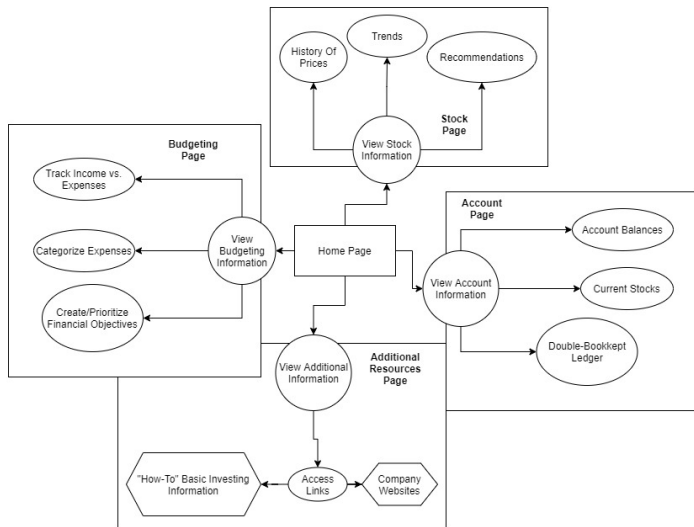 Trends
History Of
Prices
Recommendations
Stock
Page
View Stock
Information
Budgeting
Page
Track Income vs.
Expenses
Categorize Expenses
View
Budgeting
Information
Create/Prioritize
Financial Objectives
Home Page
Account
Page
Account Balances
View Account
Information
Current Stocks
Double-Bookkept
Ledger
View Additional
Information
Additional
Resources
Page
"How-To" Basic Investing
Information
Access
Links
Company
Websites